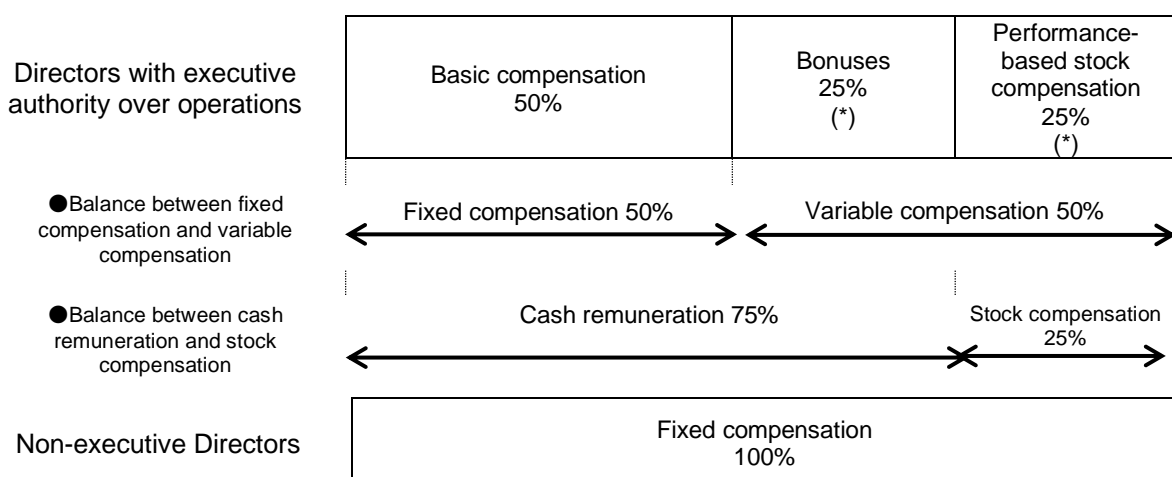 Directors with executive
authority over operations
Basic compensation
50%
Bonuses
25%
(*)
Performance-
based stock
compensation
25%
(*)
●Balance between fixed
compensation and variable
compensation
Fixed compensation 50%
Variable compensation 50%
●Balance between cash
remuneration and stock
compensation
Cash remuneration 75%
Stock compensation
25%
Non-executive Directors
Fixed compensation
100%